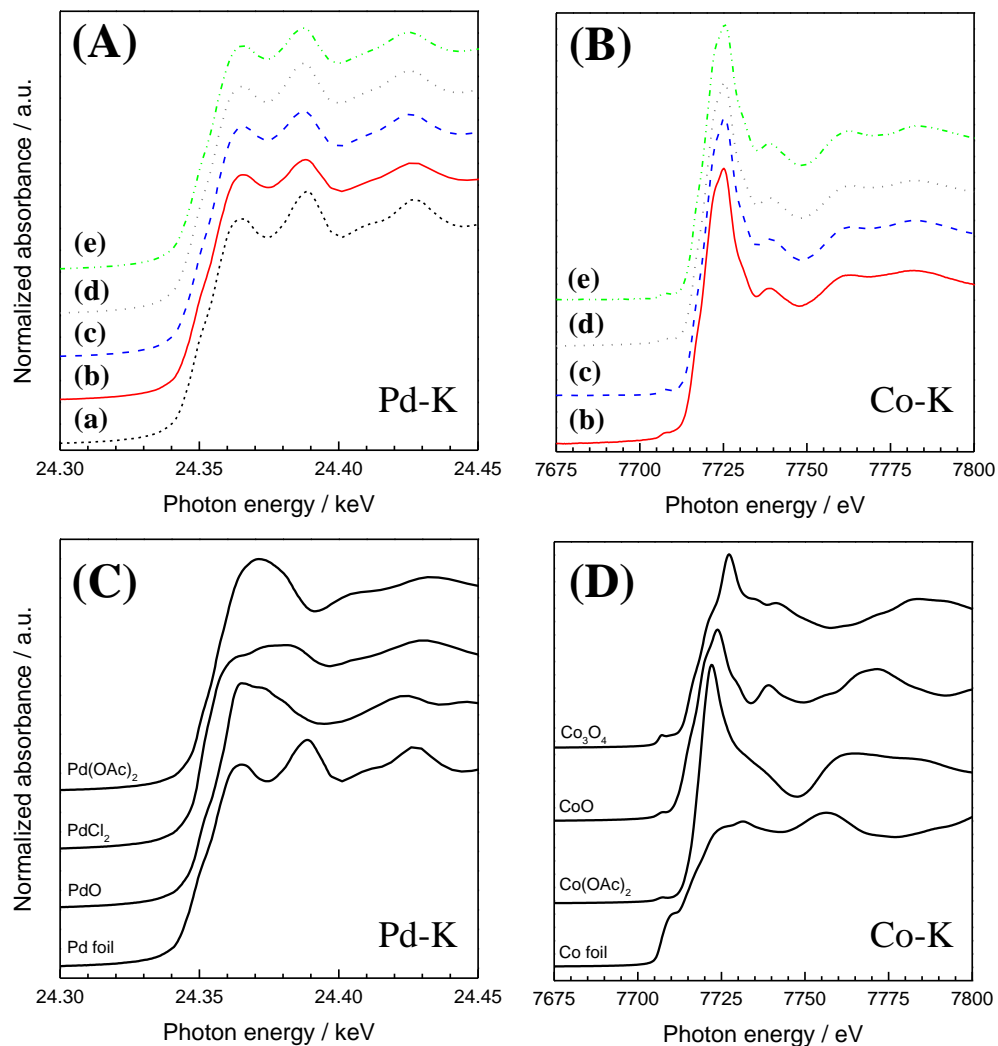 (A)
Normalized absorbance / a.u.
(e)
(d)
(c)
(b)
(a)
Pd-K
24.30 24.35 24.40 24.45
Photon energy / keV
(B)
(e)
(d)
(c)
(b)
Co-K
7675 7700 7725 7750 7775 7800
Photon energy / eV
(C)
Normalized absorbance / a.u.
Pd(OAc)₂
PdCl₂
PdO
Pd foil
Pd-K
24.30 24.35 24.40 24.45
Photon energy / keV
(D)
Co₃O₄
CoO
Co(OAc)₂
Co foil
Co-K
7675 7700 7725 7750 7775 7800
Photon energy / eV